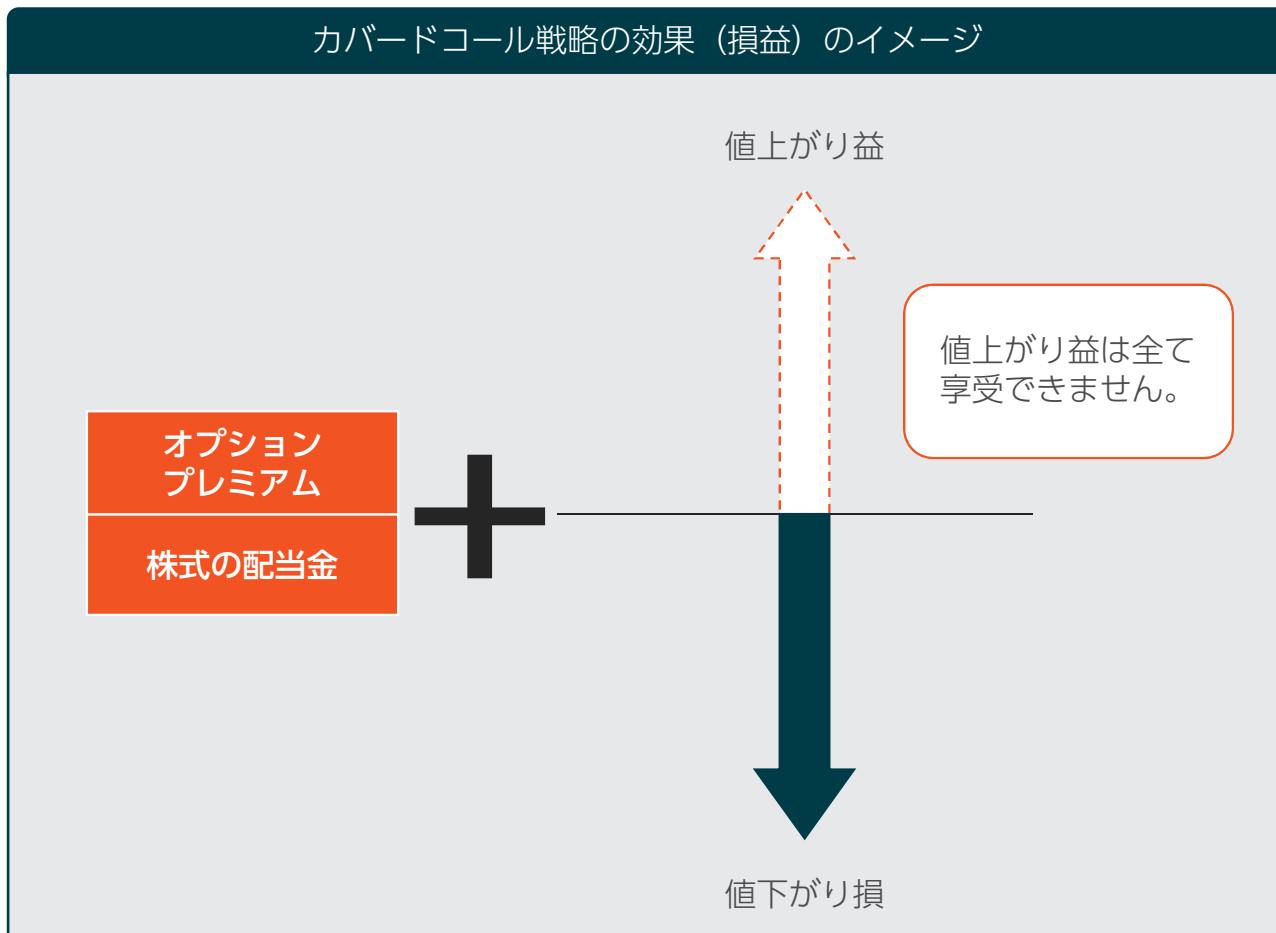 カバードコール戦略の効果（損益）のイメージ
値上がり益
値上がり益は全て
享受できません。
オプション
プレミアム
株式の配当金
値下がり損